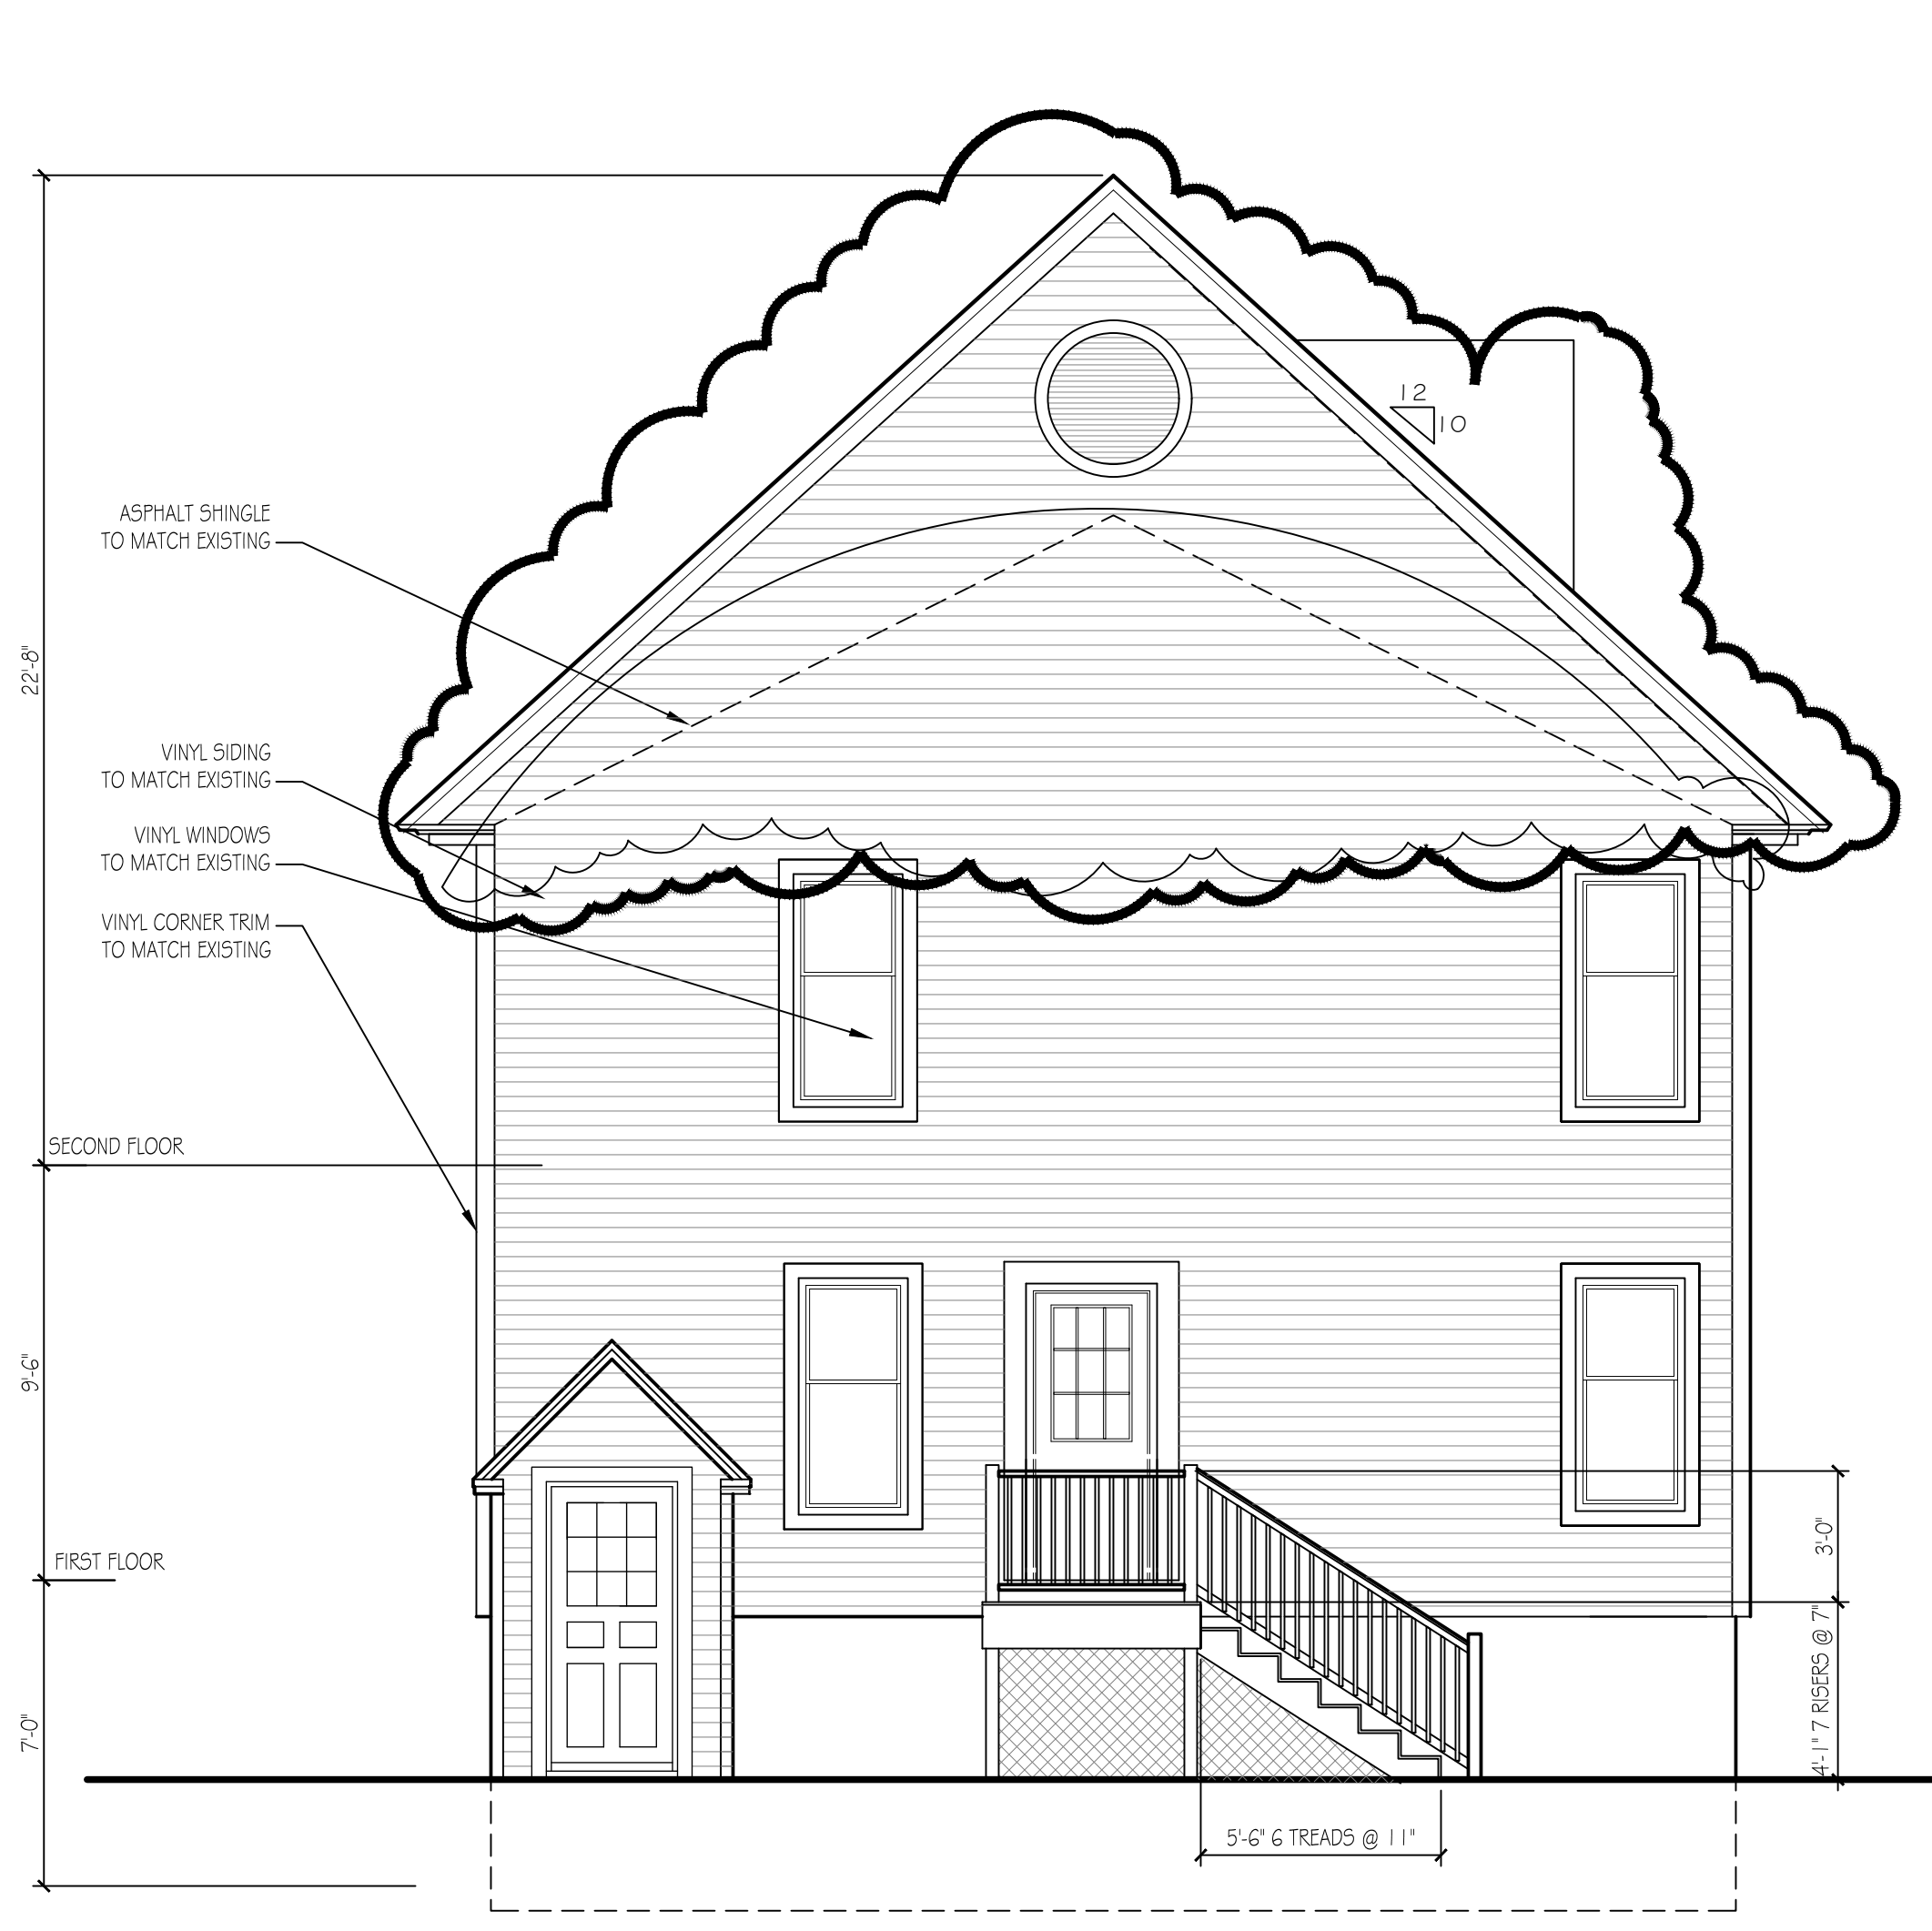 12
10
ASPHALT SHINGLE
TO MATCH EXISTING
22'-8"
VINYL SIDING
TO MATCH EXISTING
VINYL WINDOWS
TO MATCH EXISTING
VINYL CORNER TRIM
TO MATCH EXISTING
SECOND FLOOR
9'-6"
FIRST FLOOR
3'-0"
7'-0"
4'-1" 7 RISERS @ 7"
5'-6" 6 TREADS @ 11"